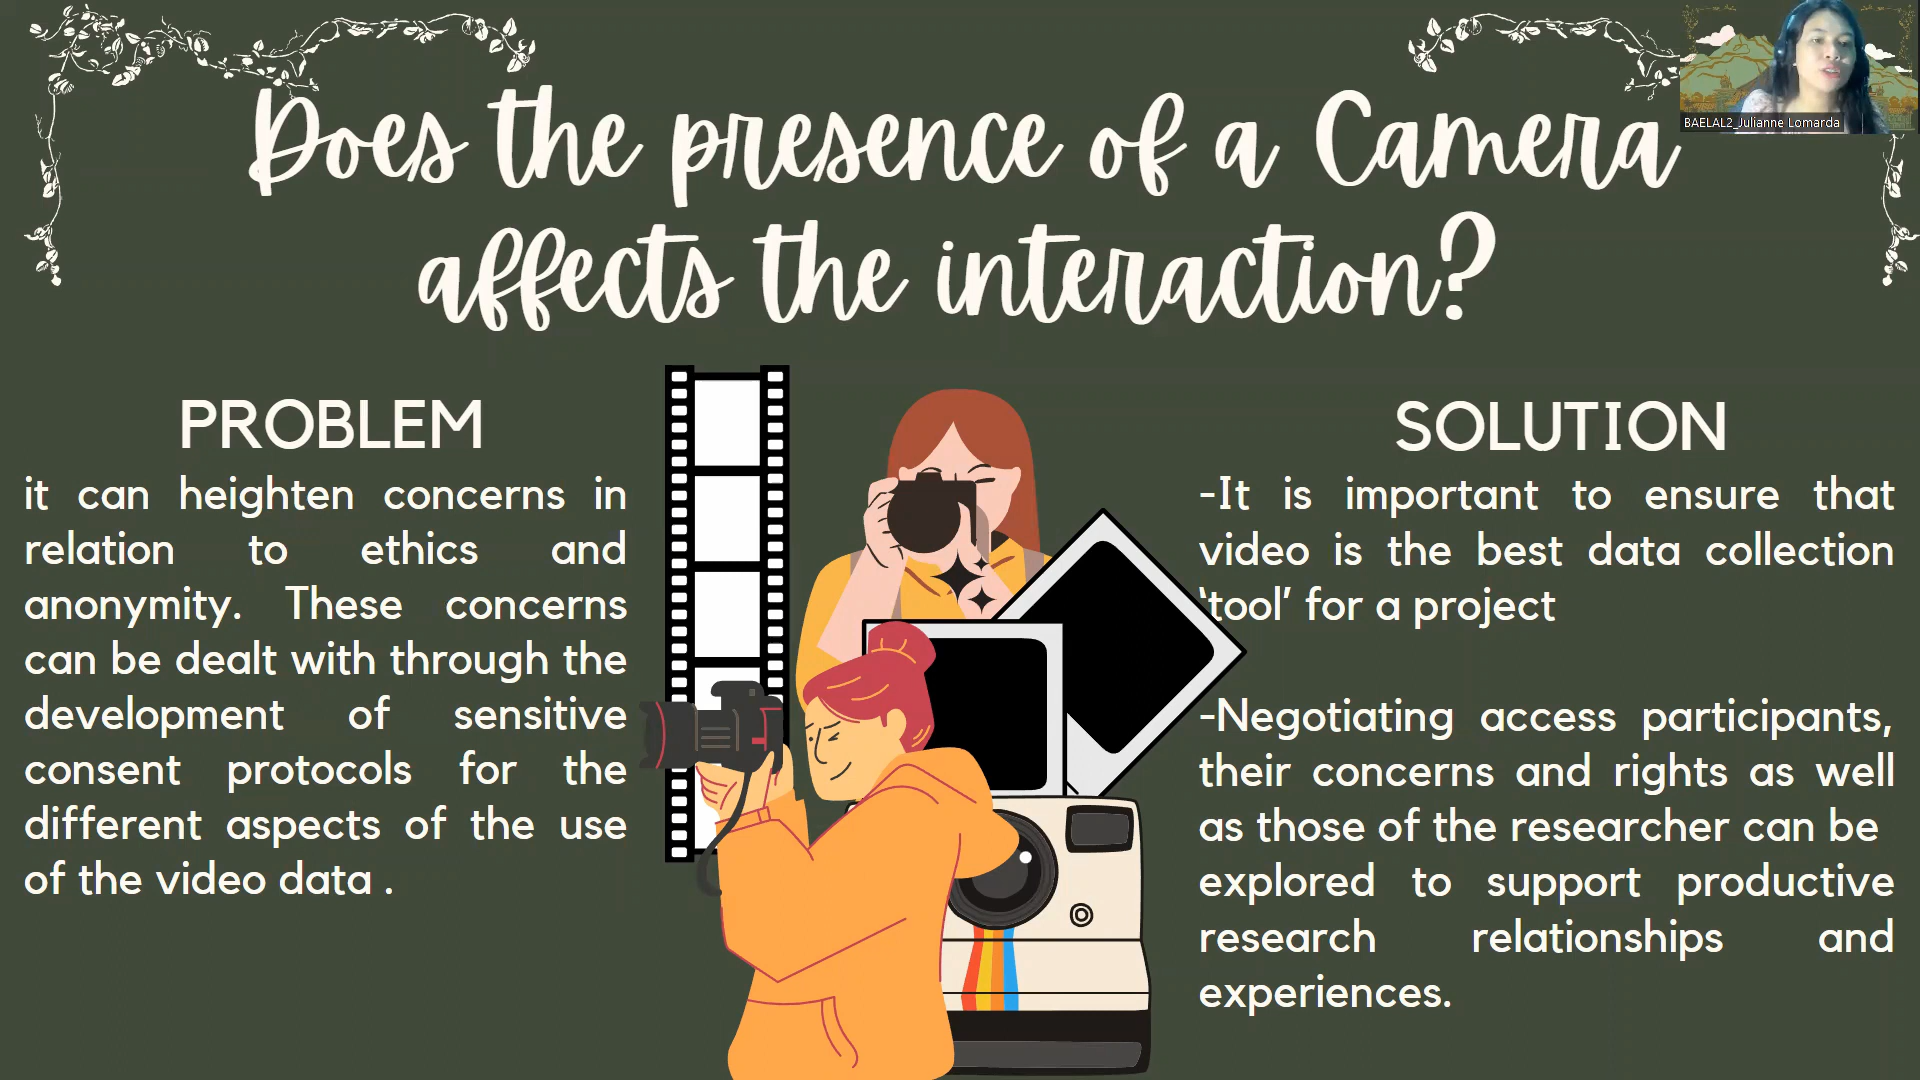 BAELAL2_Julianne Lomarda
Does the presence of a Camera
affects the interaction?
PROBLEM
it can heighten concerns in
relation to ethics and
anonymity. These concerns
can be dealt with through the
development of sensitive
consent protocols for the
different aspects of the use
of the video data .
SOLUTION
-It is important to ensure that
video is the best data collection
‘tool’ for a project
-Negotiating access participants,
their concerns and rights as well
as those of the researcher can be
explored to support productive
research relationships and
experiences.